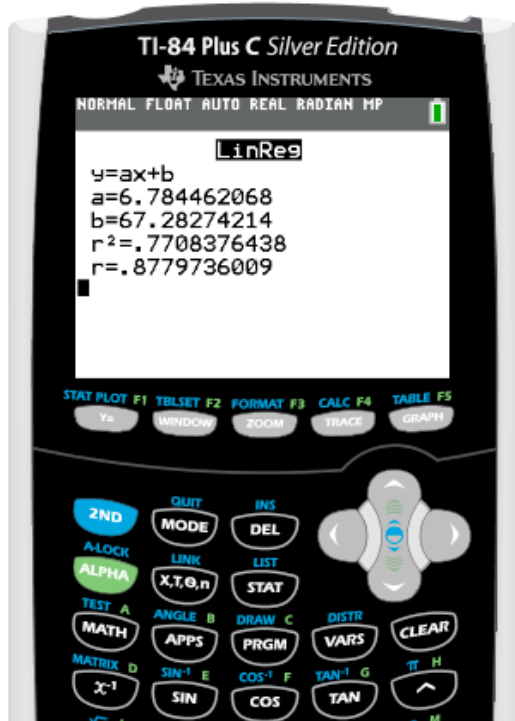 TI-84 Plus C Silver Edition
TEXAS INSTRUMENTS
NORMAL FLOAT AUTO REAL RADIAN MP
LinReg
y=ax+b
a=6.784462068
b=67.28274214
r²=.7708376438
r=.8779736009
STAT PLOT F1 TBLSET F2 FORMAT F3 CALC F4 TABLE F5
Y= WINDOW ZOOM TRACE GRAPH
QUIT INS
2ND MODE DEL
A-LOCK LINK LIST
ALPHA X,T,θ,n STAT
TEST A ANGLE B DRAW C DISTR
MATH APPS PRGM VARS CLEAR
MATRIX D SIN⁻¹ E COS⁻¹ F TAN⁻¹ G π H
x⁻¹ SIN COS TAN ^